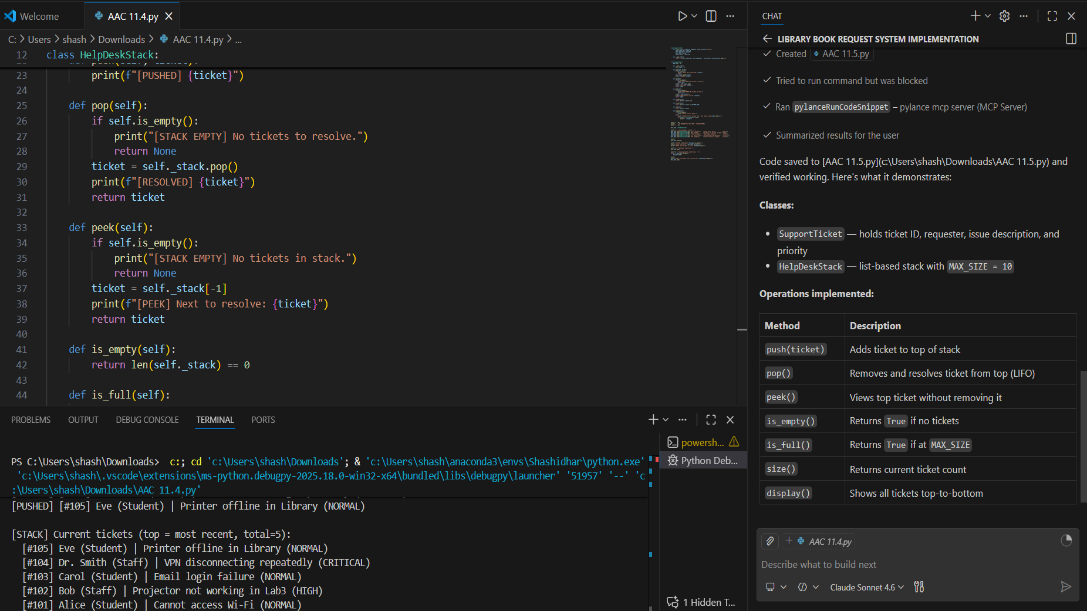 Welcome
AAC 11.4.py
C: > Users > shash > Downloads > AAC 11.4.py > ...
12 class HelpDeskStack:
23 print(f"[PUSHED] {ticket}")
24
25 def pop(self):
26 if self.is_empty():
27 print("[STACK EMPTY] No tickets to resolve.")
28 return None
29 ticket = self._stack.pop()
30 print(f"[RESOLVED] {ticket}")
31 return ticket
32
33 def peek(self):
34 if self.is_empty():
35 print("[STACK EMPTY] No tickets in stack.")
36 return None
37 ticket = self._stack[-1]
38 print(f"[PEEK] Next to resolve: {ticket}")
39 return ticket
40
41 def is_empty(self):
42 return len(self._stack) == 0
43
44 def is_full(self):
PROBLEMS OUTPUT DEBUG CONSOLE TERMINAL PORTS
powersh...
Python Deb...
1 Hidden T...
PS C:\Users\shash\Downloads> c:; cd 'c:\Users\shash\Downloads'; & 'c:\Users\shash\anaconda3\envs\Shashidhar\python.exe'
'c:\Users\shash\.vscode\extensions\ms-python.debugpy-2025.18.0-win32-x64\bundled\libs\debugpy\launcher' '51957' '--' 'c
:\Users\shash\Downloads\AAC 11.4.py'
[PUSHED] [#105] Eve (Student) | Printer offline in Library (NORMAL)
[STACK] Current tickets (top = most recent, total=5):
[#105] Eve (Student) | Printer offline in Library (NORMAL)
[#104] Dr. Smith (Staff) | VPN disconnecting repeatedly (CRITICAL)
[#103] Carol (Student) | Email login failure (NORMAL)
[#102] Bob (Staff) | Projector not working in Lab3 (HIGH)
[#101] Alice (Student) | Cannot access Wi-Fi (NORMAL)
CHAT
LIBRARY BOOK REQUEST SYSTEM IMPLEMENTATION
Created AAC 11.5.py
Tried to run command but was blocked
Ran pylanceRunCodeSnippet – pylance mcp server (MCP Server)
Summarized results for the user
Code saved to [AAC 11.5.py](c:\Users\shash\Downloads\AAC 11.5.py) and
verified working. Here's what it demonstrates:
Classes:
• SupportTicket — holds ticket ID, requester, issue description, and
priority
• HelpDeskStack — list-based stack with MAX_SIZE = 10
Operations implemented:
Method Description
push(ticket) Adds ticket to top of stack
pop() Removes and resolves ticket from top (LIFO)
peek() Views top ticket without removing it
is_empty() Returns True if no tickets
is_full() Returns True if at MAX_SIZE
size() Returns current ticket count
display() Shows all tickets top-to-bottom
AAC 11.4.py
Describe what to build next
Claude Sonnet 4.6